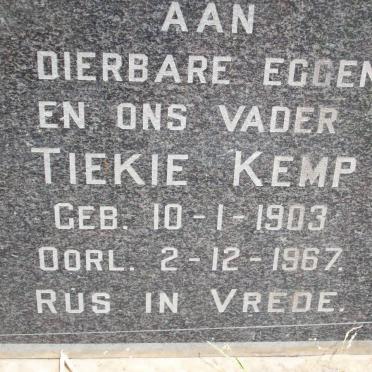 AAN
DIERBARE EGGEN
EN ONS VADER
TIEKIE KEMP
GEB. 10-1-1903
OORL. 2-12-1967.
RUS IN VREDE.